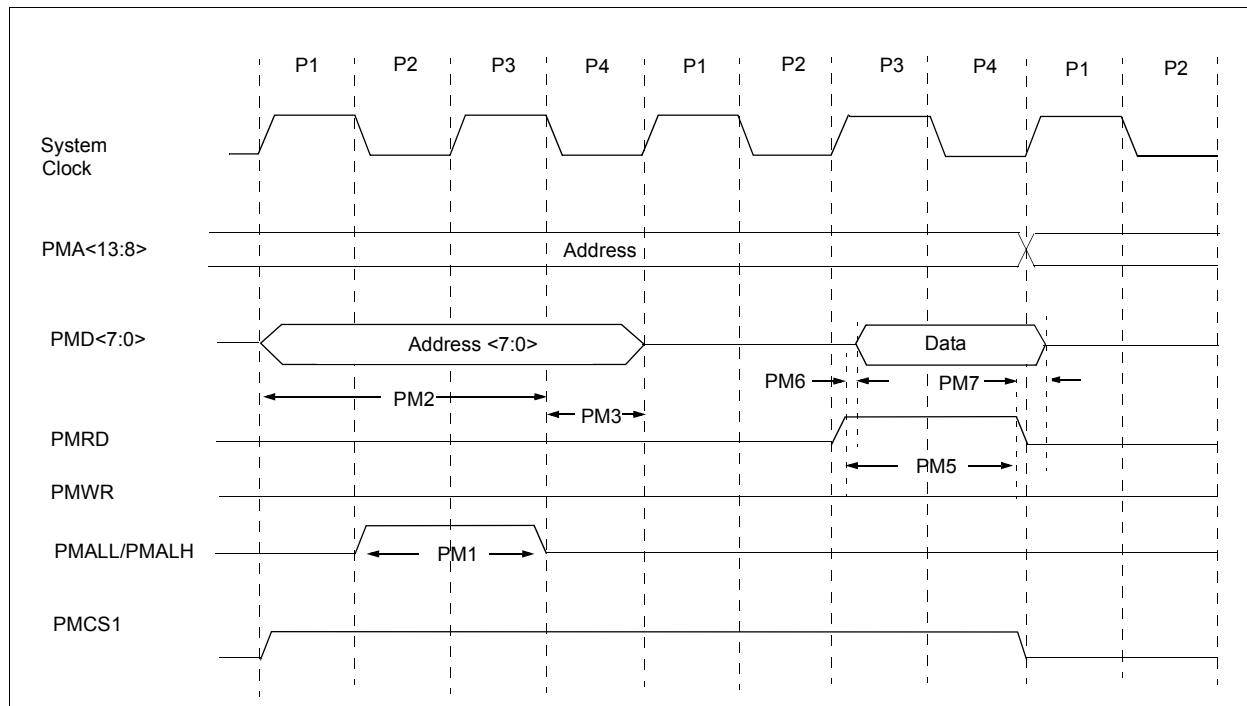 P1 P2 P3 P4 P1 P2 P3 P4 P1 P2
System
Clock
PMA<13:8>
Address
PMD<7:0>
Address <7:0>
Data
PM2
PM3
PM6
PM7
PMRD
PM5
PMWR
PMALL/PMALH
PM1
PMCS1